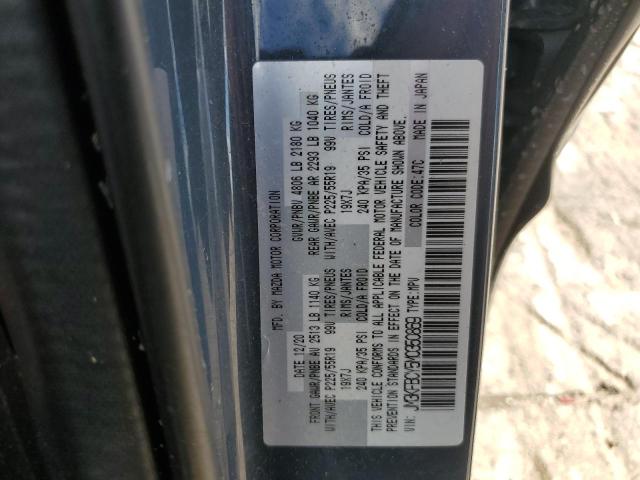 MFD. BY MAZDA MOTOR CORPORATION
DATE: 12/20 GVWR/PNBV 4806 LB 2180 KG
FRONT GAWR/PNBE AV 2513 LB 1140 KG REAR GAWR/PNBE AR 2293 LB 1040 KG
WITH/AVEC P225/55R19 99V TIRES/PNEUS WITH/AVEC P225/55R19 99V TIRES/PNEUS
19X7J RIMS/JANTES 19X7J RIMS/JANTES
240 KPA/35 PSI COLD/A FROID 240 KPA/35 PSI COLD/A FROID
THIS VEHICLE CONFORMS TO ALL APPLICABLE FEDERAL MOTOR VEHICLE SAFETY AND THEFT
PREVENTION STANDARDS IN EFFECT ON THE DATE OF MANUFACTURE SHOWN ABOVE.
VIN: TYPE:MPV COLOR CODE:47C MADE IN JAPAN